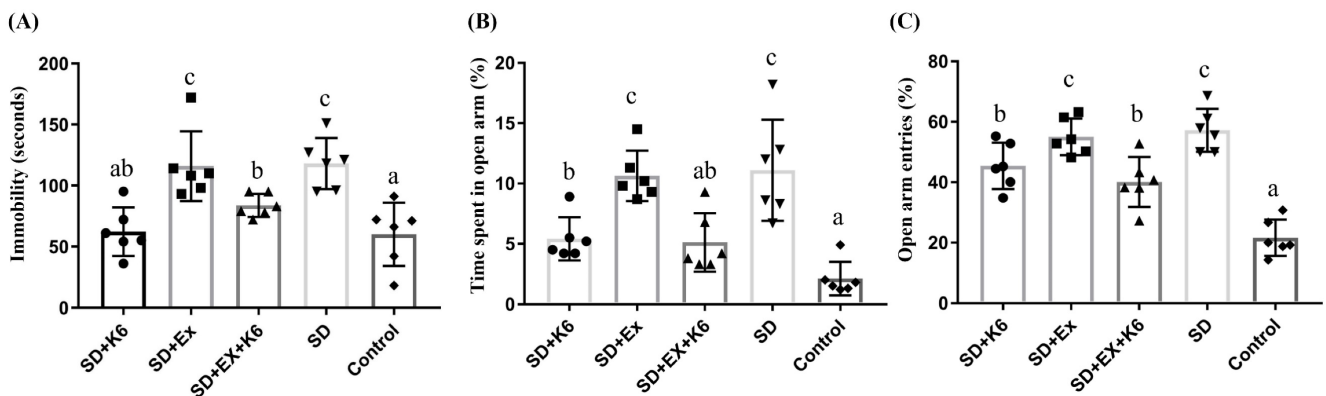 (A)
Immobility (seconds)
200
150
100
50
0
ab
c
b
c
a
SD+K6
SD+Ex
SD+EX+K6
SD
Control
(B)
Time spent in open arm (%)
20
15
10
5
0
b
c
ab
c
a
SD+K6
SD+Ex
SD+EX+K6
SD
Control
(C)
Open arm entries (%)
80
60
40
20
0
b
c
b
c
a
SD+K6
SD+Ex
SD+EX+K6
SD
Control